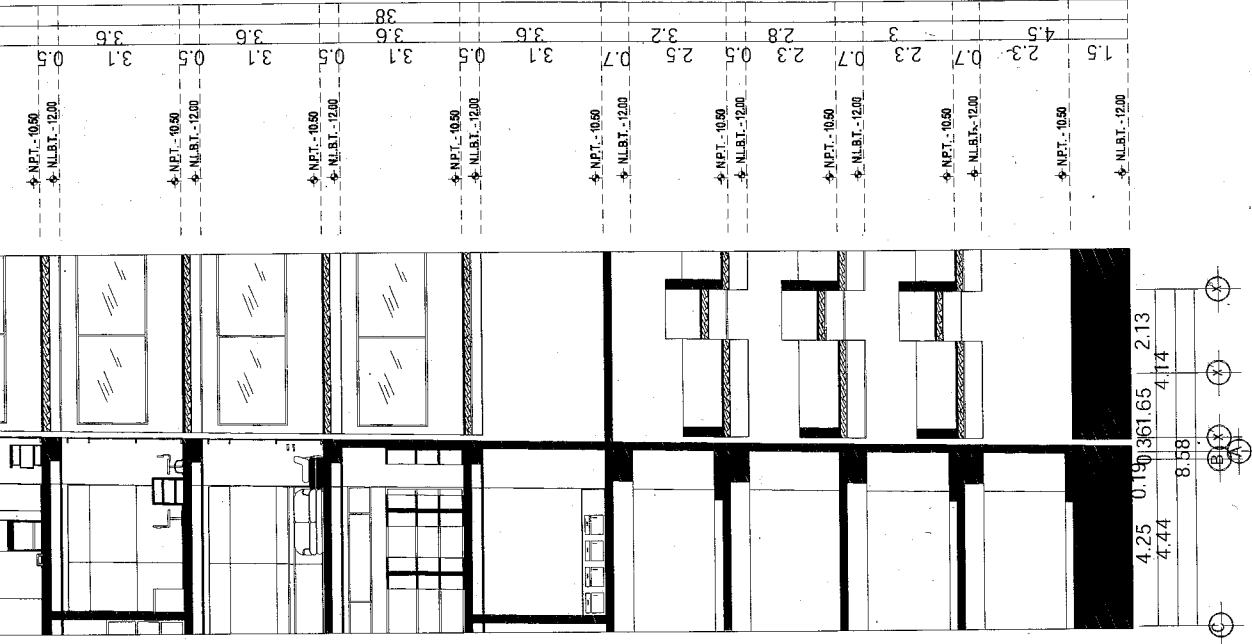 38
3.6 3.6 3.6 3.6 3.2 2.8 3 4.5
0.5 3.1 0.5 3.1 0.5 3.1 0.5 3.1 0.7 2.5 0.5 2.3 0.7 2.3 0.7 2.3 1.5
N.P.T. - 10.50
N.L.B.T. - 12.00
N.P.T. - 10.50
N.L.B.T. - 12.00
N.P.T. - 10.50
N.L.B.T. - 12.00
N.P.T. - 10.50
N.L.B.T. - 12.00
N.P.T. - 10.50
N.L.B.T. - 12.00
N.P.T. - 10.50
N.L.B.T. - 12.00
N.P.T. - 10.50
N.L.B.T. - 12.00
N.P.T. - 10.50
N.L.B.T. - 12.00
N.P.T. - 10.50
N.L.B.T. - 12.00
4.25 0.19 0.36 1.65 2.13
4.44 4.14
8.58
C B X X X
A